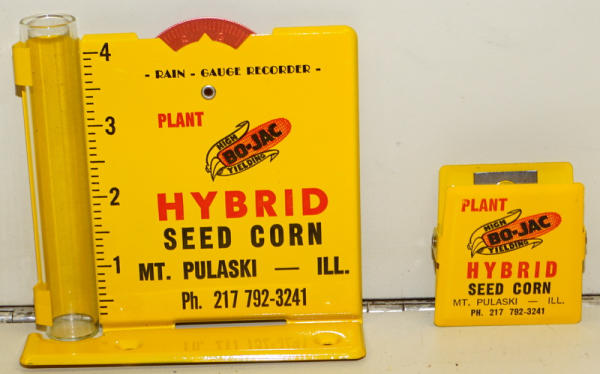 - RAIN - GAUGE RECORDER -
4
3
2
1
PLANT
HIGH
BO-JAC
YIELDING
HYBRID
SEED CORN
MT. PULASKI — ILL.
Ph. 217 792-3241
PLANT
HIGH
BO-JAC
YIELDING
HYBRID
SEED CORN
MT. PULASKI — ILL.
PH. 217 792-3241